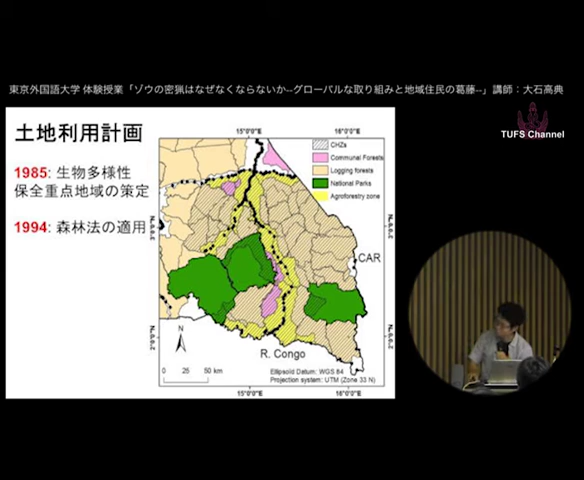 東京外国語大学 体験授業「ゾウの密猟はなぜなくならないか--グローバルな取り組みと地域住民の葛藤--」講師：大石高典
TUFS Channel
土地利用計画
1985: 生物多様性
保全重点地域の策定
1994: 森林法の適用
15°0'0"E 16°0'0"E
CHZs
Communal Forests
Logging forests
National Parks
Agroforestry zone
CAR
R. Congo
N
0 25 50 km
Ellipsoid Datum: WGS 84
Projection system: UTM (Zone 33 N)
15°0'0"E 16°0'0"E